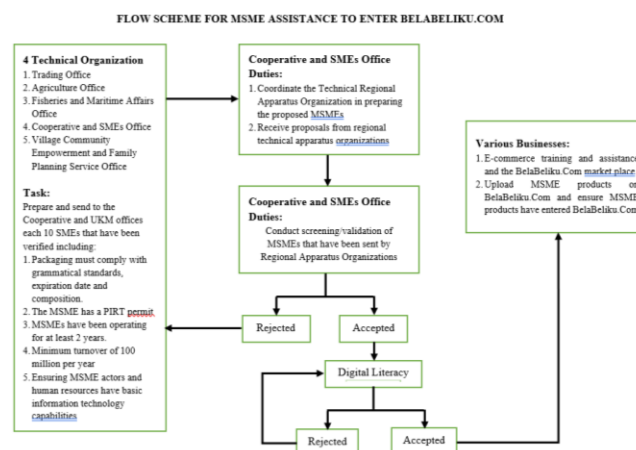 FLOW SCHEME FOR MSME ASSISTANCE TO ENTER BELABELIKU.COM
4 Technical Organization
1. Trading Office
2. Agriculture Office
3. Fisheries and Maritime Affairs
Office
4. Cooperative and SMEs Office
5. Village Community
Empowerment and Family
Planning Service Office
Task:
Prepare and send to the
Cooperative and UKM offices
each 10 SMEs that have been
verified including:
1. Packaging must comply with
grammatical standards,
expiration date and
composition.
2. The MSME has a PIRT permit.
3. MSMEs have been operating
for at least 2 years.
4. Minimum turnover of 100
million per year
5. Ensuring MSME actors and
human resources have basic
information technology
capabilities
Cooperative and SMEs Office
Duties:
1. Coordinate the Technical Regional
Apparatus Organization in preparing
the proposed MSMEs
2. Receive proposals from regional
technical apparatus organizations
Cooperative and SMEs Office
Duties:
Conduct screening/validation of
MSMEs that have been sent by
Regional Apparatus Organizations
Rejected
Accepted
Digital Literacy
Rejected
Accepted
Various Businesses:
1. E-commerce training and assistance
and the BelaBeliku.Com market place
2. Upload MSME products on
BelaBeliku.Com and ensure MSME
products have entered BelaBeliku.Com